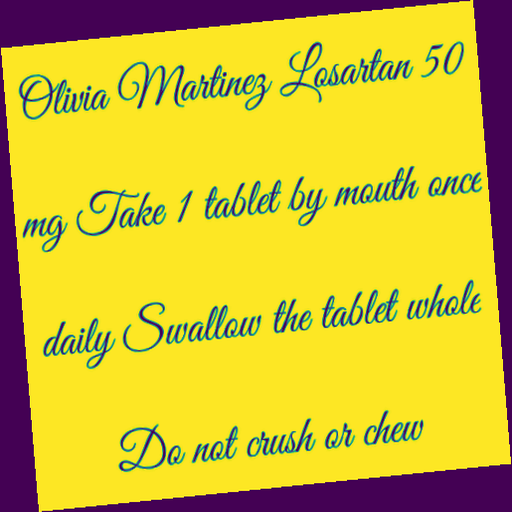 Olivia Martinez Losartan 50
mg Take 1 tablet by mouth once
daily Swallow the tablet whole
Do not crush or chew